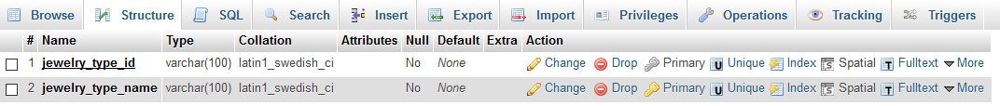 Browse Structure SQL Search Insert Export Import Privileges Operations Tracking Triggers
# Name Type Collation Attributes Null Default Extra Action
1 jewelry_type_id varchar(100) latin1_swedish_ci No None Change Drop Primary Unique Index Spatial Fulltext More
2 jewelry_type_name varchar(100) latin1_swedish_ci No None Change Drop Primary Unique Index Spatial Fulltext More